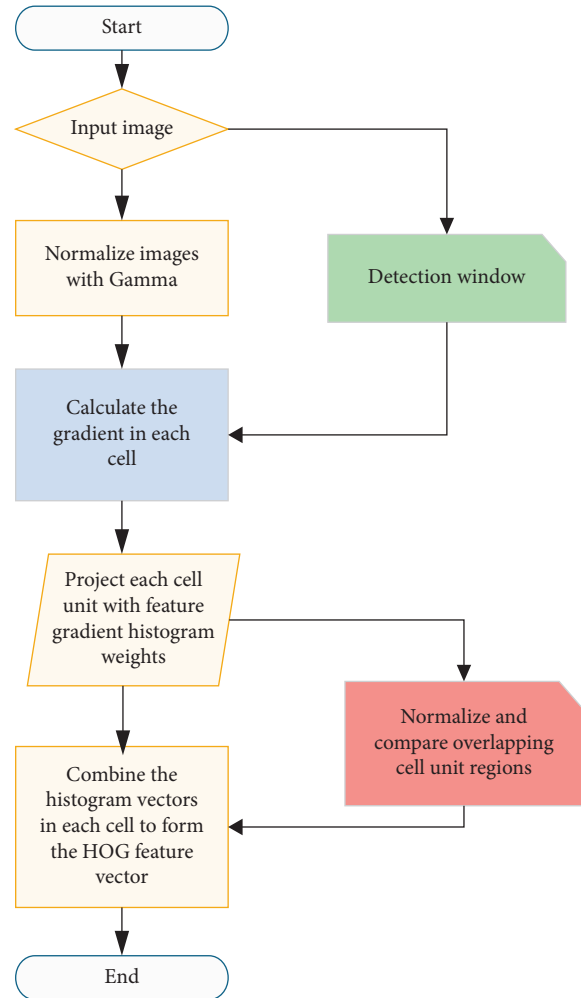 Start
Input image
Normalize images
with Gamma
Detection window
Calculate the
gradient in each
cell
Project each cell
unit with feature
gradient histogram
weights
Normalize and
compare overlapping
cell unit regions
Combine the
histogram vectors
in each cell to form
the HOG feature
vector
End